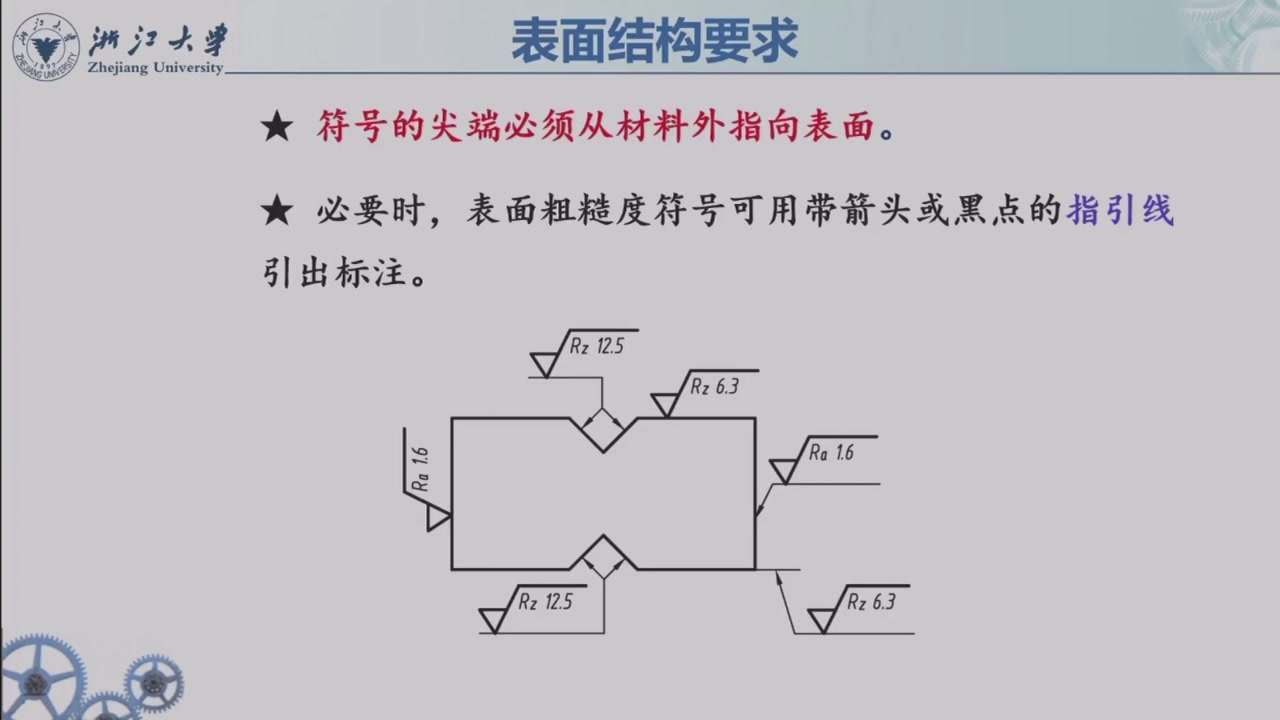 浙江大学
Zhejiang University
表面结构要求
★ 符号的尖端必须从材料外指向表面。
★ 必要时，表面粗糙度符号可用带箭头或黑点的指引线
引出标注。
Rz 12.5
Rz 6.3
Ra 1.6
Ra 1.6
Rz 12.5
Rz 6.3